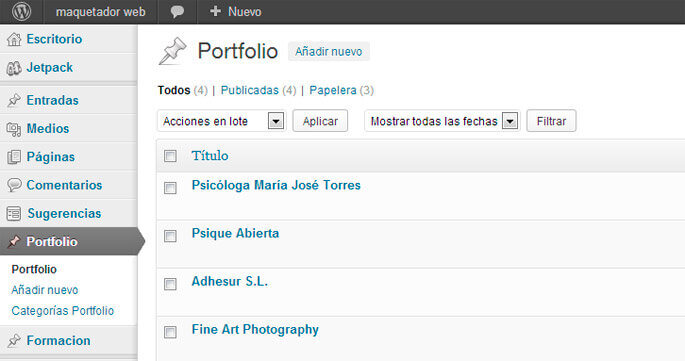 maquetador web Nuevo
Escritorio
Jetpack
Entradas
Medios
Páginas
Comentarios
Sugerencias
Portfolio
Portfolio
Añadir nuevo
Categorías Portfolio
Formacion
Portfolio Añadir nuevo
Todos (4) | Publicadas (4) | Papelera (3)
Acciones en lote Aplicar Mostrar todas las fechas Filtrar
Título
Psicóloga María José Torres
Psique Abierta
Adhesur S.L.
Fine Art Photography